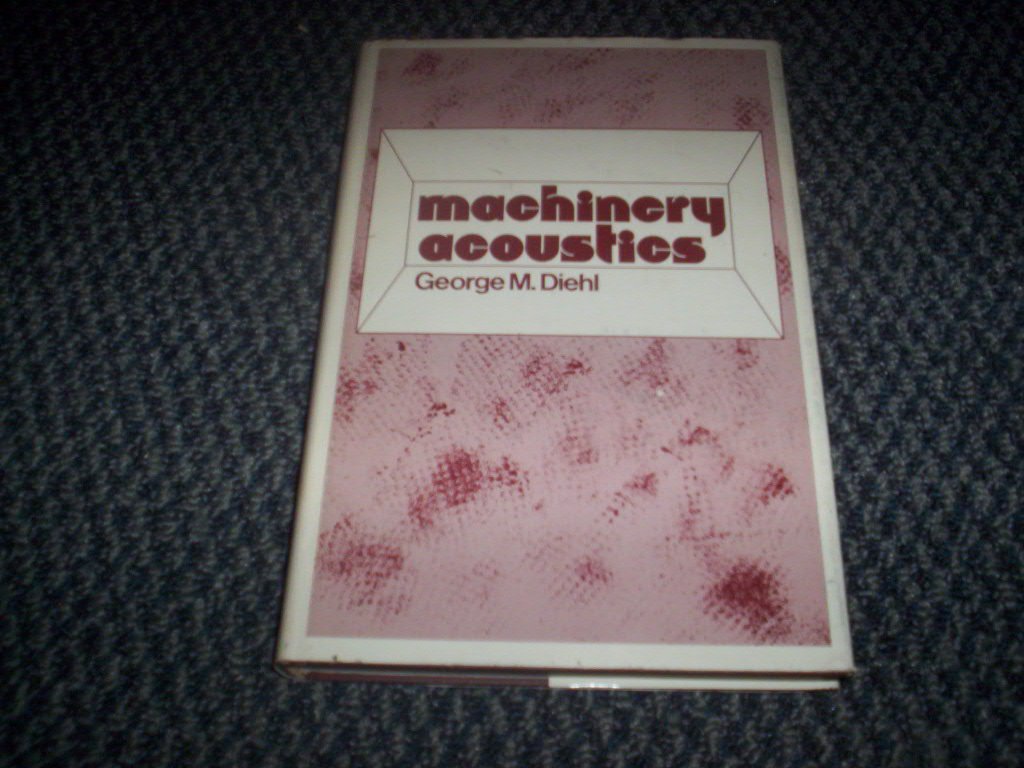 machinery
acoustics
George M. Diehl